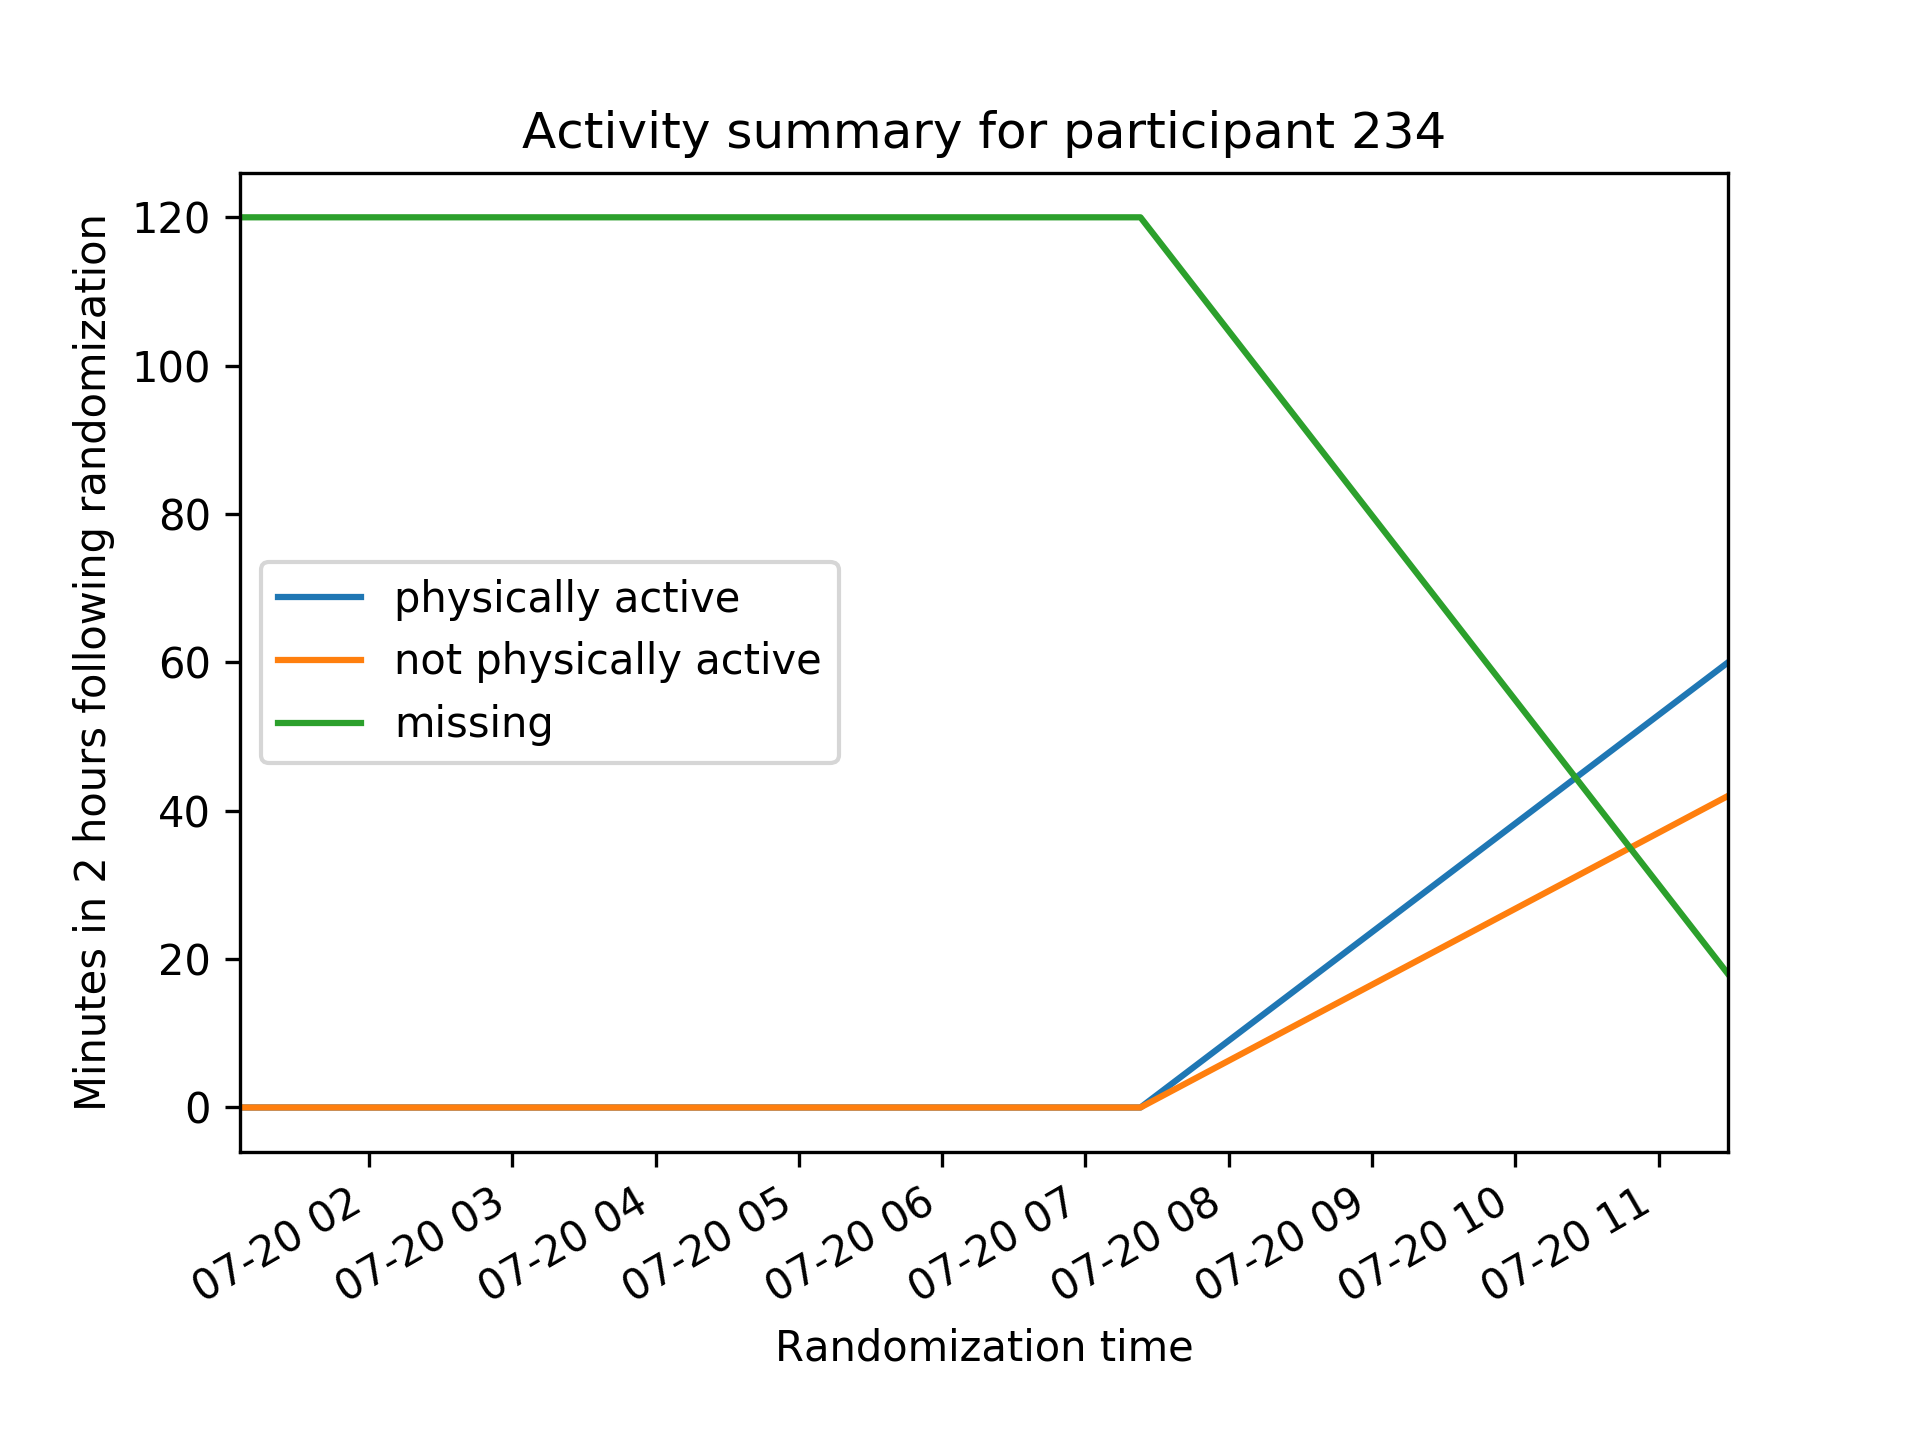 Activity summary for participant 234
Minutes in 2 hours following randomization
120
100
80
60
40
20
0
physically active
not physically active
missing
07-20 02
07-20 03
07-20 04
07-20 05
07-20 06
07-20 07
07-20 08
07-20 09
07-20 10
07-20 11
Randomization time